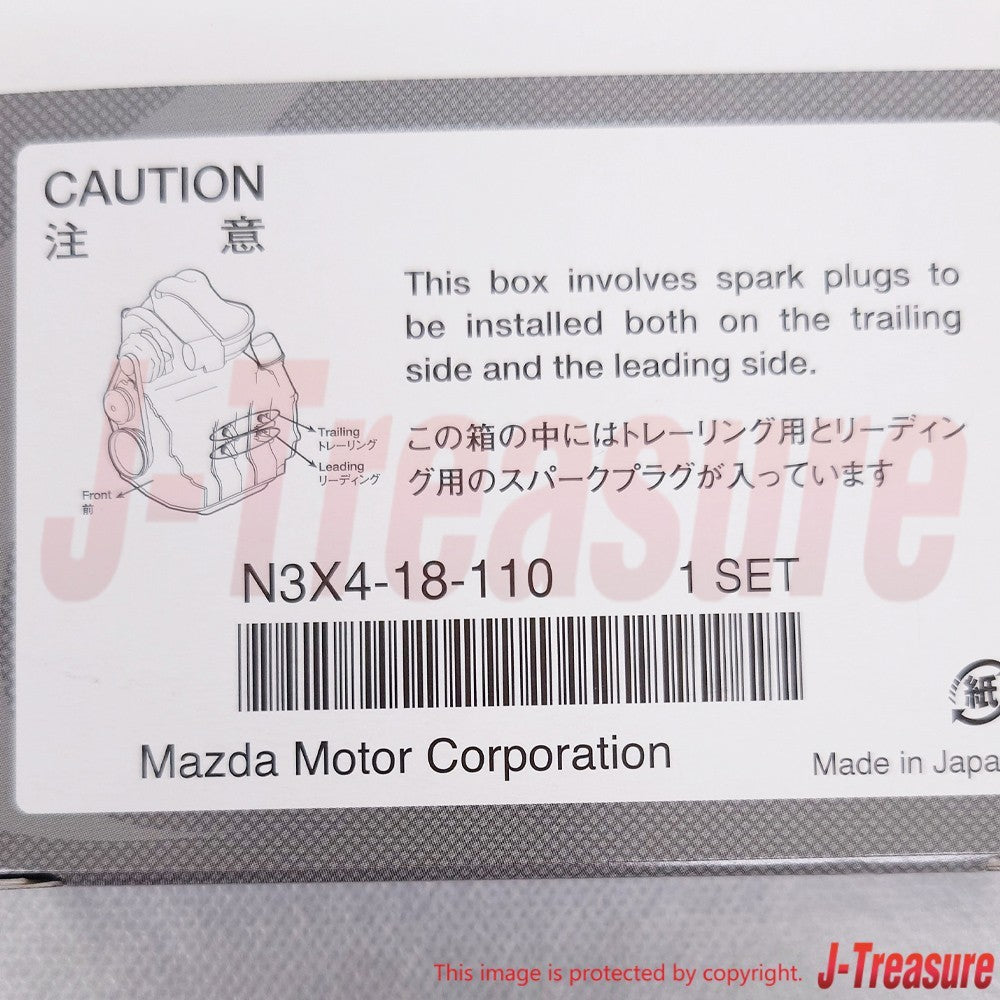 CAUTION
注 意
This box involves spark plugs to
be installed both on the trailing
side and the leading side.
Trailing
トレーリング
Leading
リーディング
Front
前
この箱の中にはトレーリング用とリーディン
グ用のスパークプラグが入っています
J-Treasure
N3X4-18-110 1 SET
紙
Mazda Motor Corporation
Made in Japa
This image is protected by copyright. J-Treasure